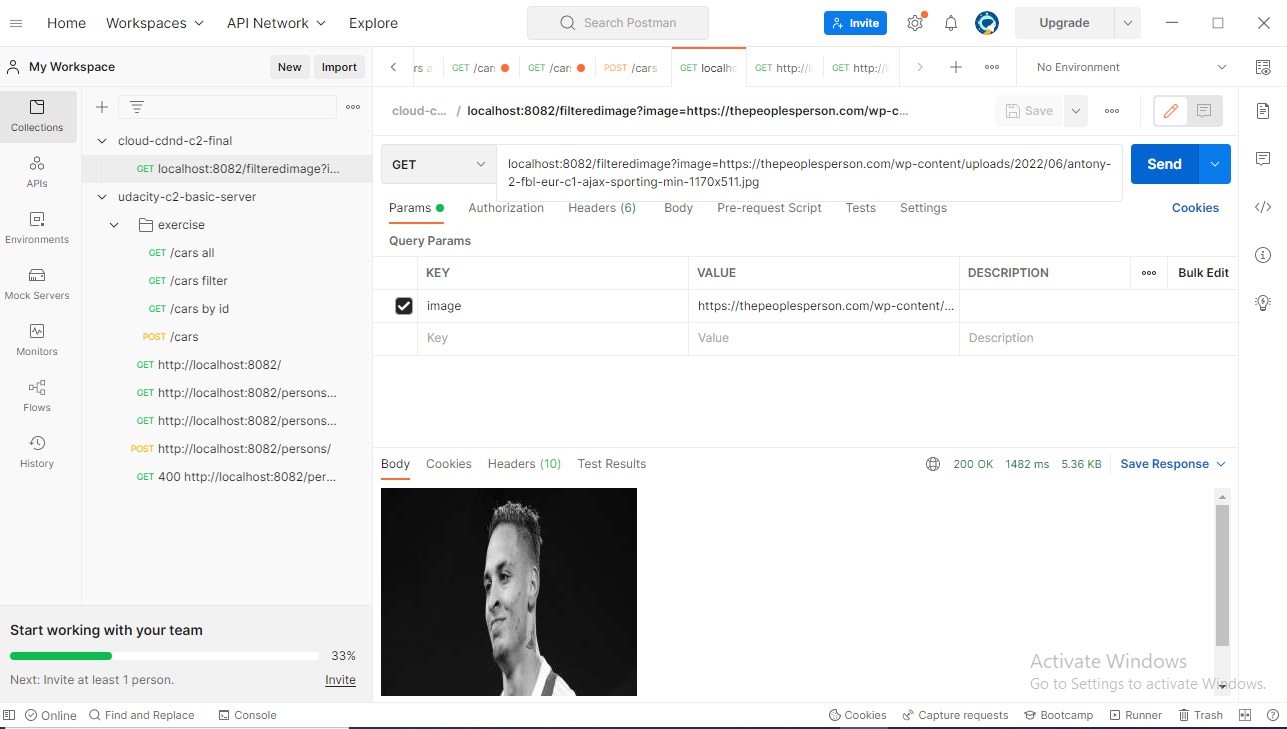 Home Workspaces API Network Explore Search Postman Invite Upgrade
My Workspace New Import
GET /car POST /cars GET localh GET http:// GET http:// No Environment
Collections
APIs
Environments
Mock Servers
Monitors
Flows
History
cloud-cdnd-c2-final
GET localhost:8082/filteredimage?i...
udacity-c2-basic-server
exercise
GET /cars all
GET /cars filter
GET /cars by id
POST /cars
GET http://localhost:8082/
GET http://localhost:8082/persons...
GET http://localhost:8082/persons...
POST http://localhost:8082/persons/
GET 400 http://localhost:8082/per...
Start working with your team
33%
Next: Invite at least 1 person. Invite
cloud-c... / localhost:8082/filteredimage?image=https://thepeoplesperson.com/wp-c... Save
GET localhost:8082/filteredimage?image=https://thepeoplesperson.com/wp-content/uploads/2022/06/antony-
2-fbl-eur-c1-ajax-sporting-min-1170x511.jpg
Send
Params Authorization Headers (6) Body Pre-request Script Tests Settings Cookies
Query Params
KEY VALUE DESCRIPTION Bulk Edit
image https://thepeoplesperson.com/wp-content/...
Key Value Description
Body Cookies Headers (10) Test Results 200 OK 1482 ms 5.36 KB Save Response
Activate Windows
Go to Settings to activate Windows.
Online Find and Replace Console Cookies Capture requests Bootcamp Runner Trash